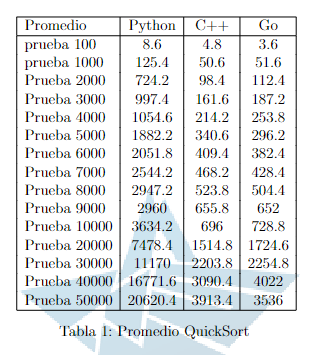 Promedio Python C++ Go
prueba 100 8.6 4.8 3.6
prueba 1000 125.4 50.6 51.6
Prueba 2000 724.2 98.4 112.4
Prueba 3000 997.4 161.6 187.2
Prueba 4000 1054.6 214.2 253.8
Prueba 5000 1882.2 340.6 296.2
Prueba 6000 2051.8 409.4 382.4
Prueba 7000 2544.2 468.2 428.4
Prueba 8000 2947.2 523.8 504.4
Prueba 9000 2960 655.8 652
Prueba 10000 3634.2 696 728.8
Prueba 20000 7478.4 1514.8 1724.6
Prueba 30000 11170 2203.8 2254.8
Prueba 40000 16771.6 3090.4 4022
Prueba 50000 20620.4 3913.4 3536
Tabla 1: Promedio QuickSort